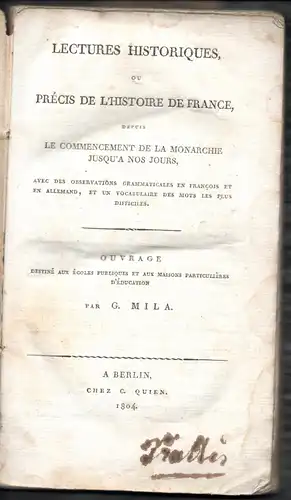 LECTURES HISTORIQUES,
OU
PRÉCIS DE L'HISTOIRE DE FRANCE,
DEPUIS
LE COMMENCEMENT DE LA MONARCHIE
JUSQU'A NOS JOURS,
AVEC DES OBSERVATIONS GRAMMATICALES EN FRANÇOIS ET
EN ALLEMAND, ET UN VOCABULAIRE DES MOTS LES PLUS
DIFFICILES.
OUVRAGE
DESTINÉ AUX ÉCOLES PUBLIQUES ET AUX MAISONS PARTICULIÈRES
D'ÉDUCATION
PAR G. MILA.
A BERLIN,
CHEZ C. QUIEN.
1804.